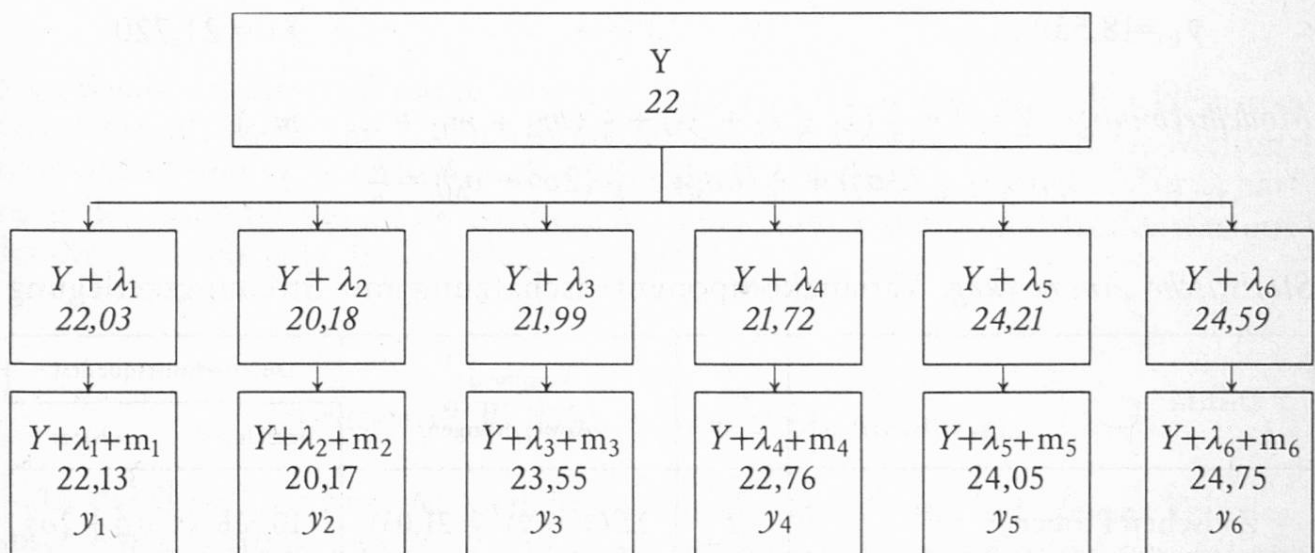 Y
22
Y + λ₁ Y + λ₂ Y + λ₃ Y + λ₄ Y + λ₅ Y + λ₆
22,03 20,18 21,99 21,72 24,21 24,59
Y+λ₁+m₁ Y+λ₂+m₂ Y+λ₃+m₃ Y+λ₄+m₄ Y+λ₅+m₅ Y+λ₆+m₆
22,13 20,17 23,55 22,76 24,05 24,75
y₁ y₂ y₃ y₄ y₅ y₆